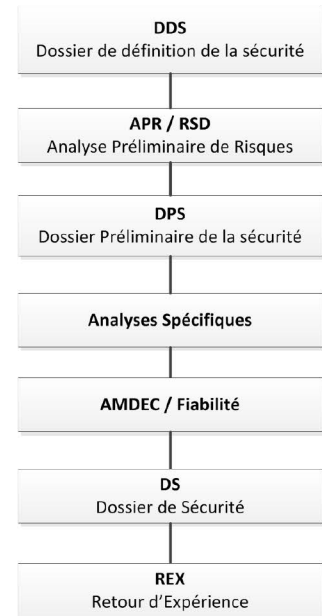 DDS
Dossier de définition de la sécurité
APR / RSD
Analyse Préliminaire de Risques
DPS
Dossier Préliminaire de la sécurité
Analyses Spécifiques
AMDEC / Fiabilité
DS
Dossier de Sécurité
REX
Retour d’Expérience